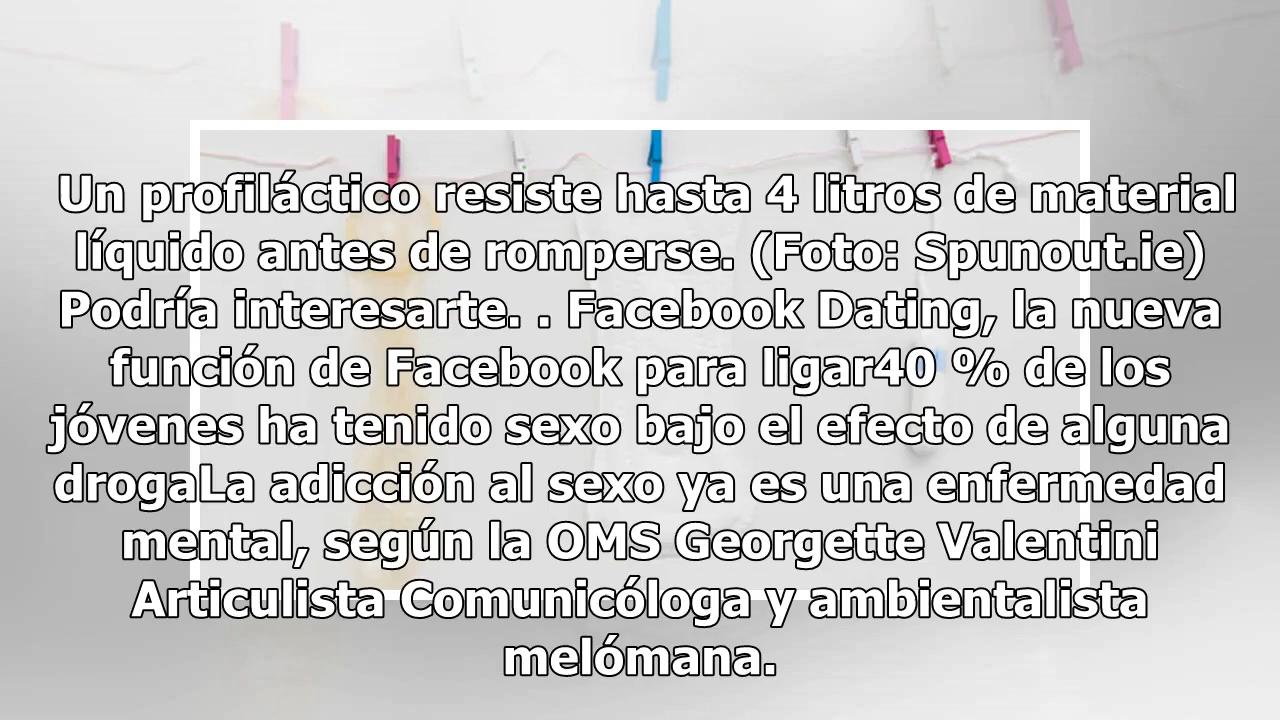 Un profiláctico resiste hasta 4 litros de material
líquido antes de romperse. (Foto: Spunout.ie)
Podría interesarte. . Facebook Dating, la nueva
función de Facebook para ligar40 % de los
jóvenes ha tenido sexo bajo el efecto de alguna
drogaLa adicción al sexo ya es una enfermedad
mental, según la OMS Georgette Valentini
Articulista Comunicóloga y ambientalista
melómana.